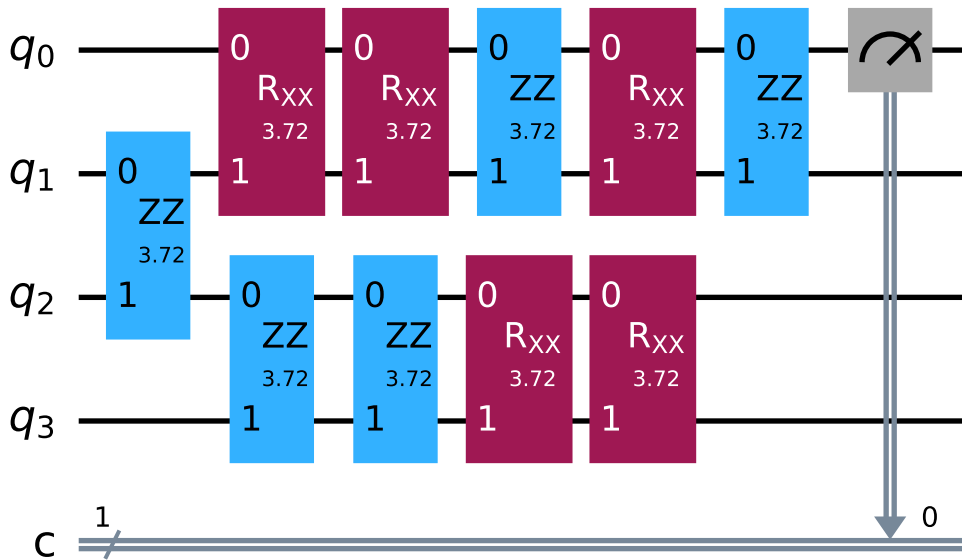 q0 0 0 0 0 0
RXX RXX ZZ RXX ZZ
3.72 3.72 3.72 3.72 3.72
q1 0 1 1 1 1 1
ZZ
3.72
q2 1 0 0 0 0
ZZ ZZ RXX RXX
3.72 3.72 3.72 3.72
q3 1 1 1 1
1 0
c